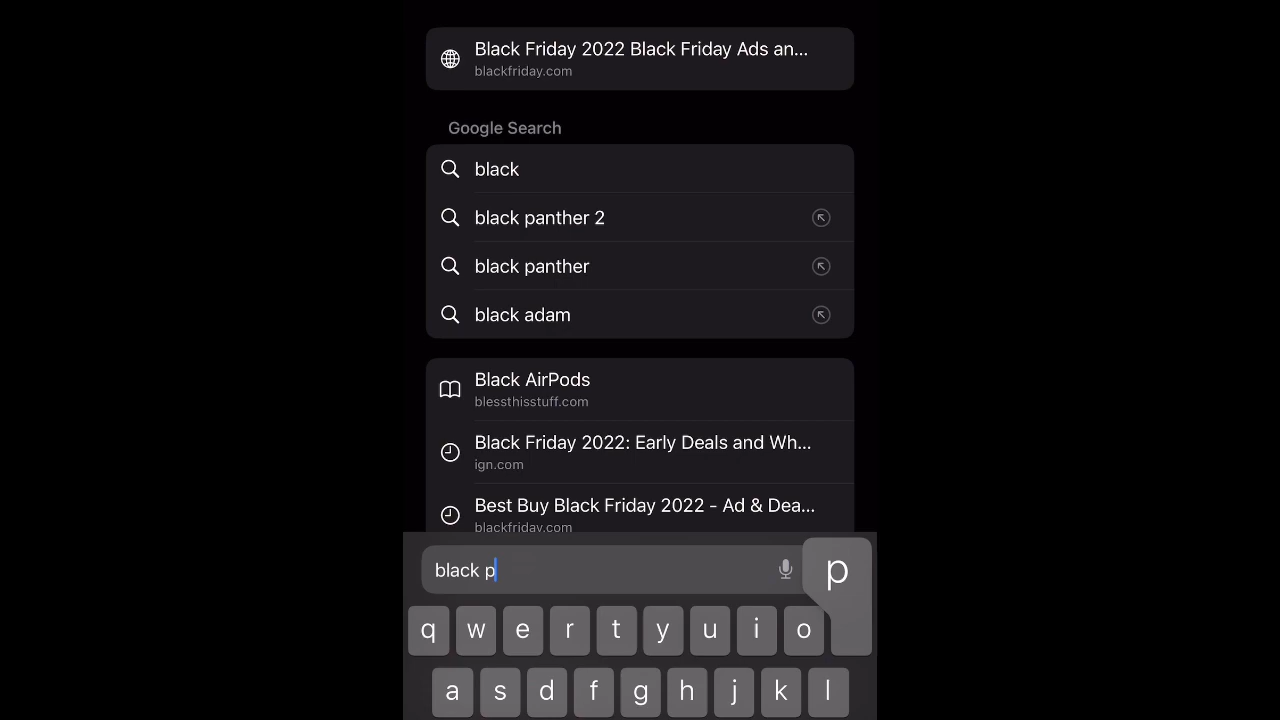 Black Friday 2022 Black Friday Ads an...
blackfriday.com
Google Search
black
black panther 2
black panther
black adam
Black AirPods
blessthisstuff.com
Black Friday 2022: Early Deals and Wh...
ign.com
Best Buy Black Friday 2022 - Ad & Dea...
blackfriday.com
black p
p
q w e r t y u i o
a s d f g h j k l